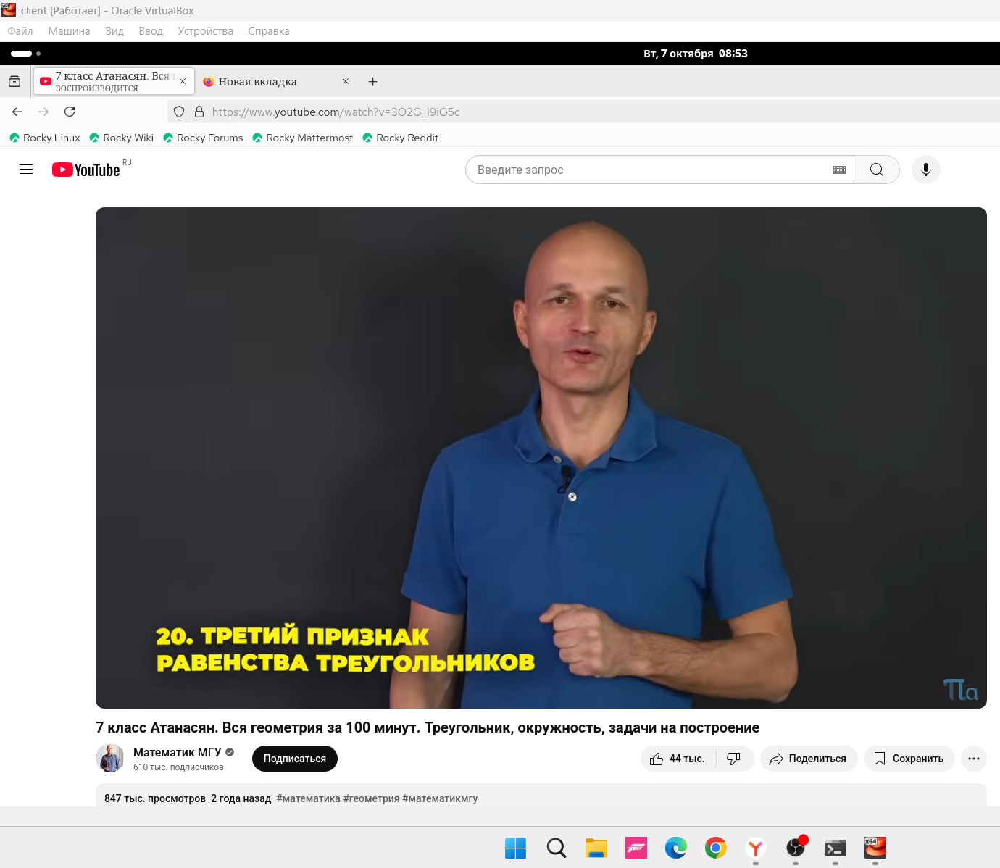 client [Работает] - Oracle VirtualBox
Файл Машина Вид Ввод Устройства Справка
Вт, 7 октября 08:53
7 класс Атанасян. Вся
ВОСПРОИЗВОДИТСЯ
Новая вкладка
https://www.youtube.com/watch?v=3O2G_i9iG5c
Rocky Linux Rocky Wiki Rocky Forums Rocky Mattermost Rocky Reddit
YouTube RU
Введите запрос
20. ТРЕТИЙ ПРИЗНАК
РАВЕНСТВА ТРЕУГОЛЬНИКОВ
πa
7 класс Атанасян. Вся геометрия за 100 минут. Треугольник, окружность, задачи на построение
Математик МГУ
610 тыс. подписчиков
Подписаться
44 тыс.
Поделиться
Сохранить
847 тыс. просмотров 2 года назад #математика #геометрия #математикмгу
x64